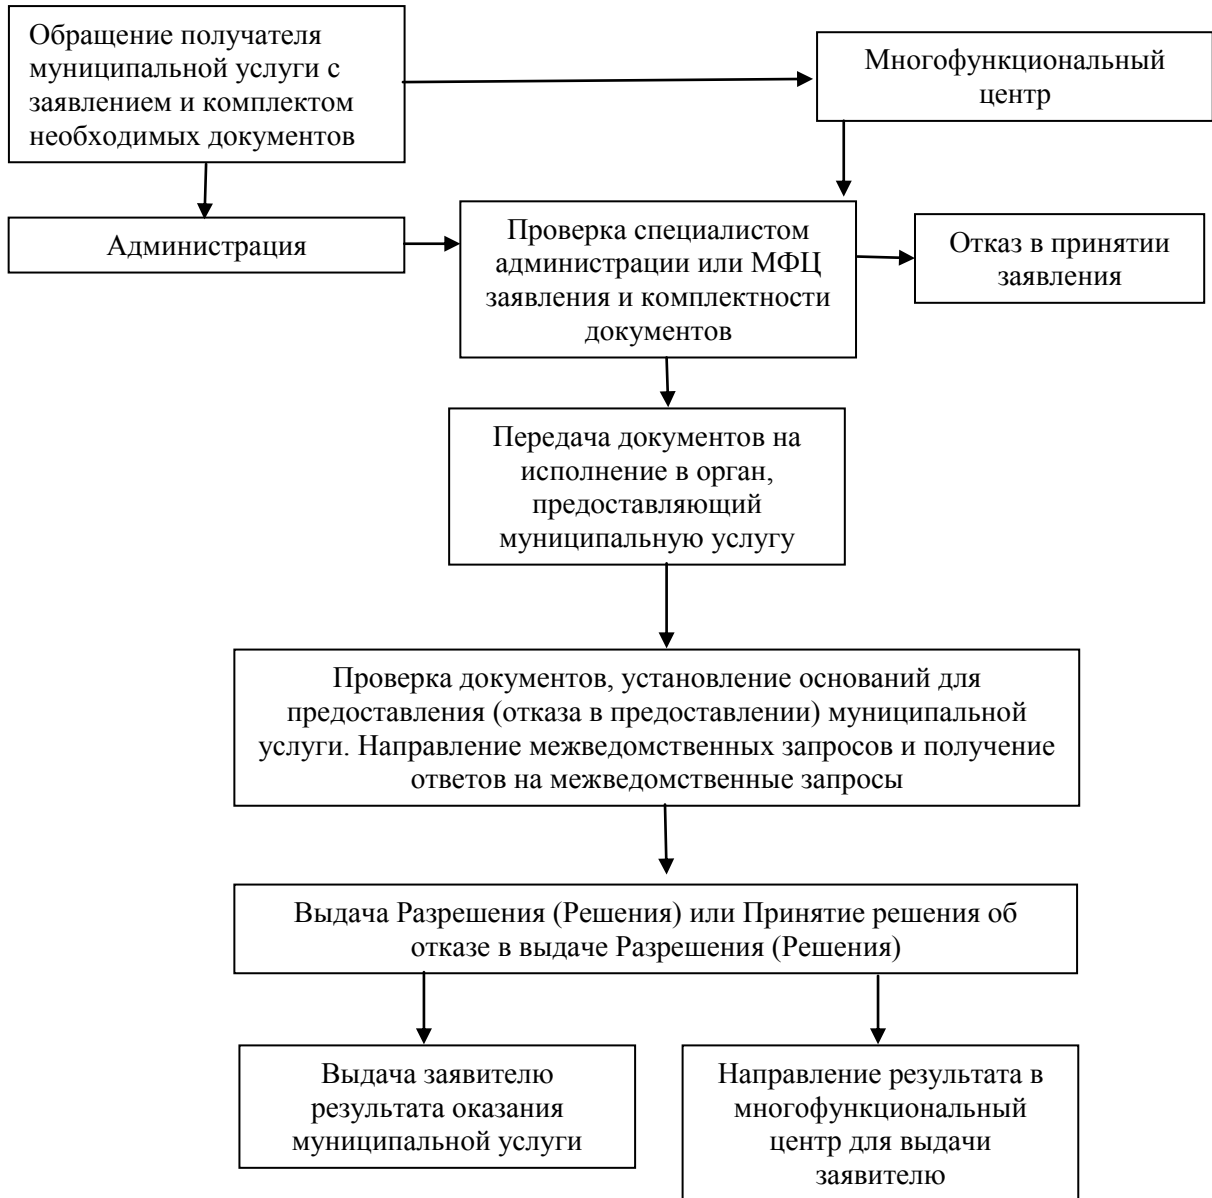 Обращение получателя
муниципальной услуги с
заявлением и комплектом
необходимых документов
Многофункциональный
центр
Администрация
Проверка специалистом
администрации или МФЦ
заявления и комплектности
документов
Отказ в принятии
заявления
Передача документов на
исполнение в орган,
предоставляющий
муниципальную услугу
Проверка документов, установление оснований для
предоставления (отказа в предоставлении) муниципальной
услуги. Направление межведомственных запросов и получение
ответов на межведомственные запросы
Выдача Разрешения (Решения) или Принятие решения об
отказе в выдаче Разрешения (Решения)
Выдача заявителю
результата оказания
муниципальной услуги
Направление результата в
многофункциональный
центр для выдачи
заявителю